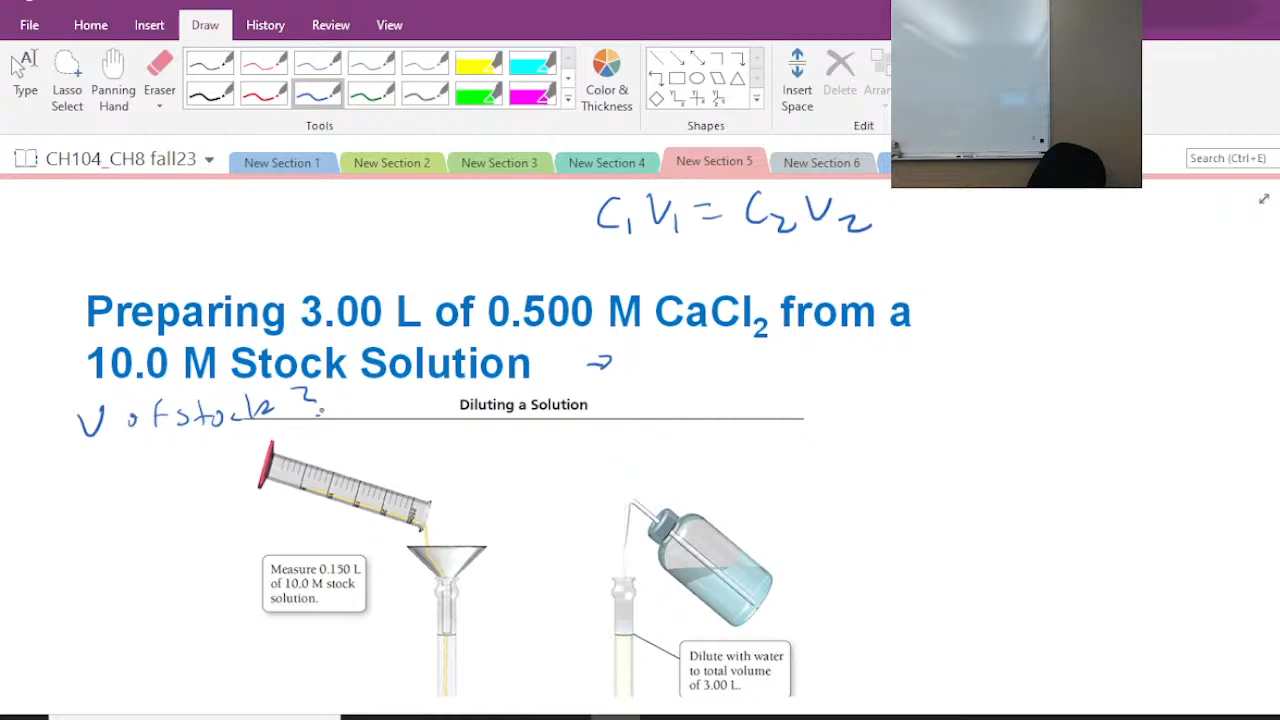 File Home Insert Draw History Review View
Type Lasso Select Panning Hand Eraser Color & Thickness Insert Space Delete
Tools Shapes Edit
CH104_CH8 fall23 New Section 1 New Section 2 New Section 3 New Section 4 New Section 5 New Section 6 Search (Ctrl+E)
C₁V₁ = C₂V₂
Preparing 3.00 L of 0.500 M CaCl₂ from a
10.0 M Stock Solution →
V of stock ?
Diluting a Solution
Measure 0.150 L
of 10.0 M stock
solution.
Dilute with water
to total volume
of 3.00 L.